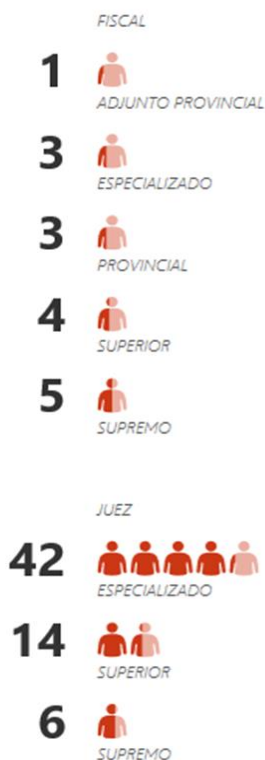 FISCAL
1
ADJUNTO PROVINCIAL
3
ESPECIALIZADO
3
PROVINCIAL
4
SUPERIOR
5
SUPREMO
JUEZ
42
ESPECIALIZADO
14
SUPERIOR
6
SUPREMO